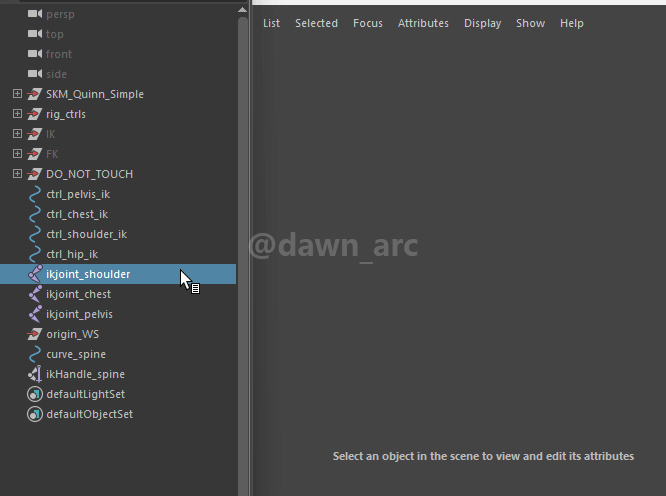 persp
top
front
side
SKM_Quinn_Simple
rig_ctrls
IK
FK
DO_NOT_TOUCH
ctrl_pelvis_ik
ctrl_chest_ik
ctrl_shoulder_ik
ctrl_hip_ik
ikjoint_shoulder
ikjoint_chest
ikjoint_pelvis
origin_WS
curve_spine
ikHandle_spine
defaultLightSet
defaultObjectSet
List Selected Focus Attributes Display Show Help
@dawn_arc
Select an object in the scene to view and edit its attributes